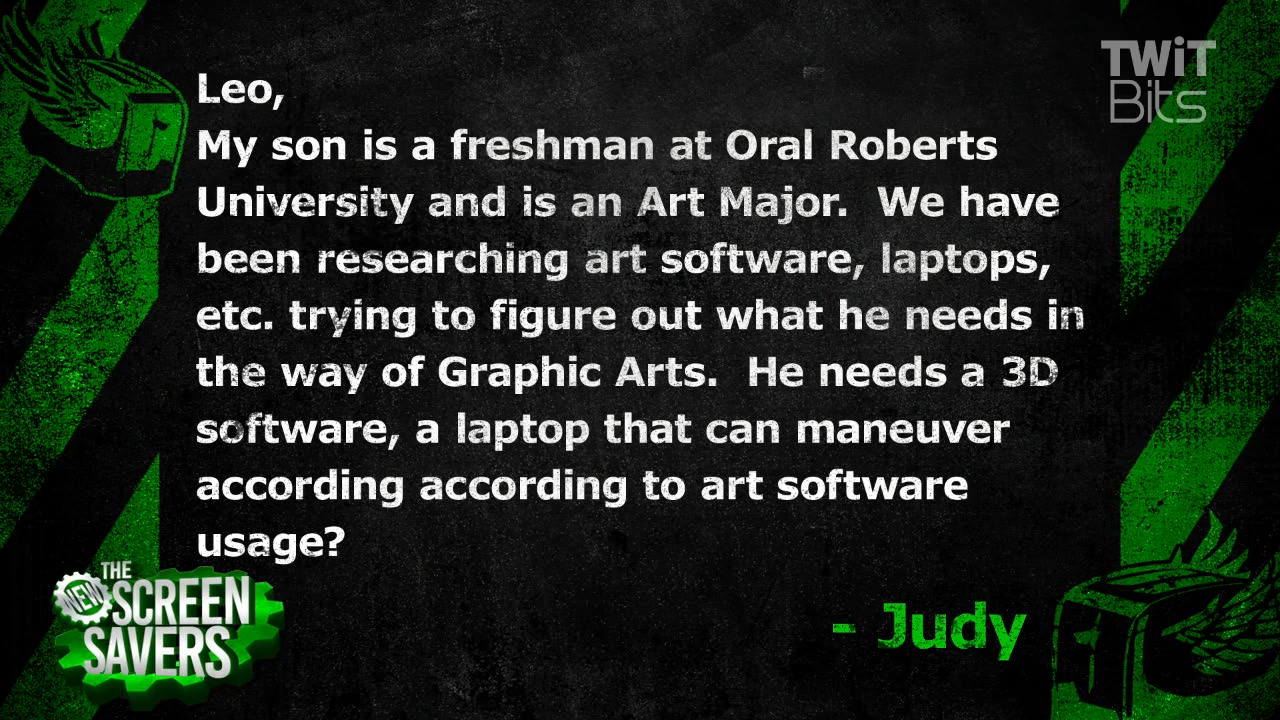 TWiT
Bits
Leo,
My son is a freshman at Oral Roberts
University and is an Art Major.  We have
been researching art software, laptops,
etc. trying to figure out what he needs in
the way of Graphic Arts.  He needs a 3D
software, a laptop that can maneuver
according according to art software
usage?
- Judy
THE
NEW
SCREEN
SAVERS